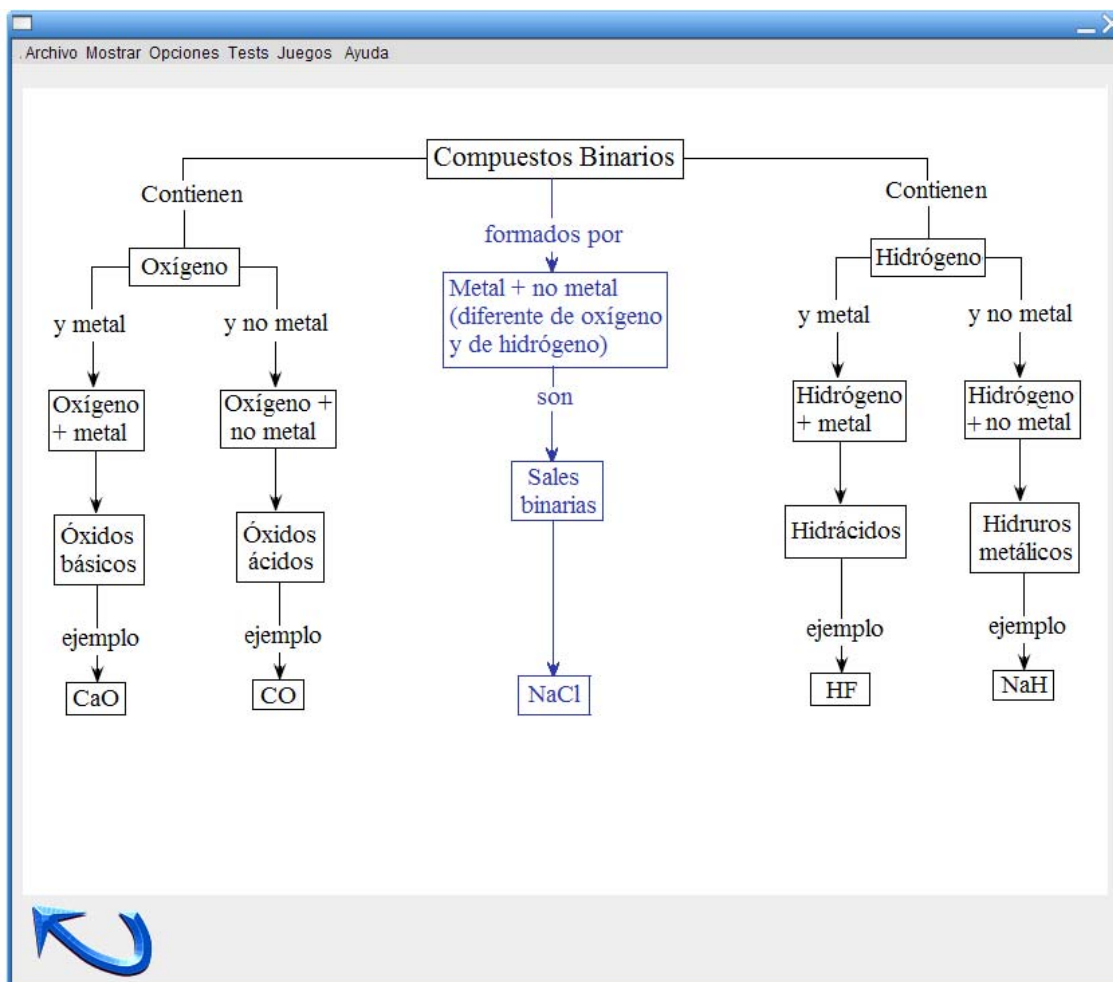 Archivo Mostrar Opciones Tests Juegos Ayuda
Compuestos Binarios
Contienen
Contienen
formados por
Oxígeno
Hidrógeno
Metal + no metal
(diferente de oxígeno
y de hidrógeno)
y metal
y no metal
y metal
y no metal
son
Oxígeno
+ metal
Oxígeno +
no metal
Hidrógeno
+ metal
Hidrógeno
+ no metal
Sales
binarias
Óxidos
básicos
Óxidos
ácidos
Hidrácidos
Hidruros
metálicos
ejemplo
ejemplo
ejemplo
ejemplo
CaO
CO
NaCl
HF
NaH